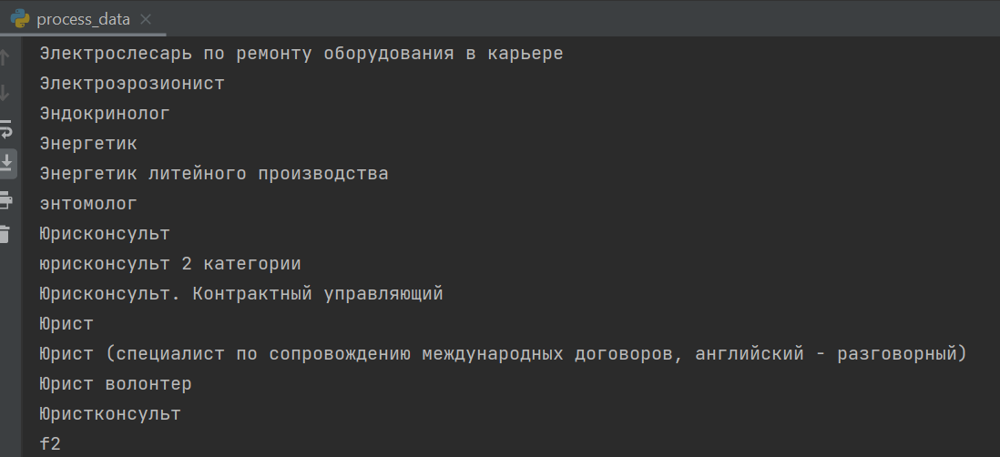 process_data
Электрослесарь по ремонту оборудования в карьере
Электроэрозионист
Эндокринолог
Энергетик
Энергетик литейного производства
энтомолог
Юрисконсульт
юрисконсульт 2 категории
Юрисконсульт. Контрактный управляющий
Юрист
Юрист (специалист по сопровождению международных договоров, английский - разговорный)
Юрист волонтер
Юристконсульт
f2